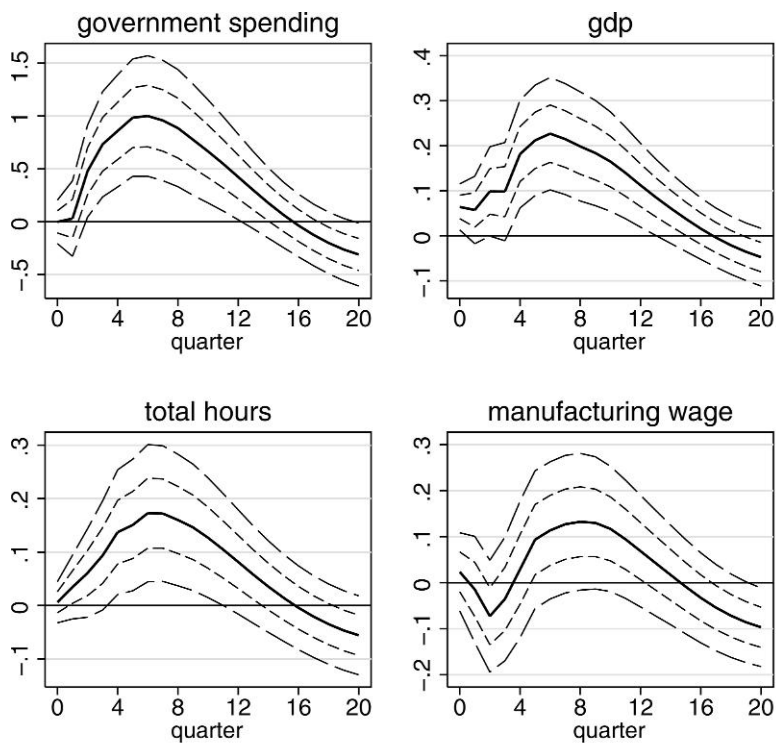 government spending
1.5
1
.5
0
-.5
0 4 8 12 16 20
quarter
gdp
.4
.3
.2
.1
0
-.1
0 4 8 12 16 20
quarter
total hours
.3
.2
.1
0
-.1
0 4 8 12 16 20
quarter
manufacturing wage
.3
.2
.1
0
-.1
-.2
0 4 8 12 16 20
quarter